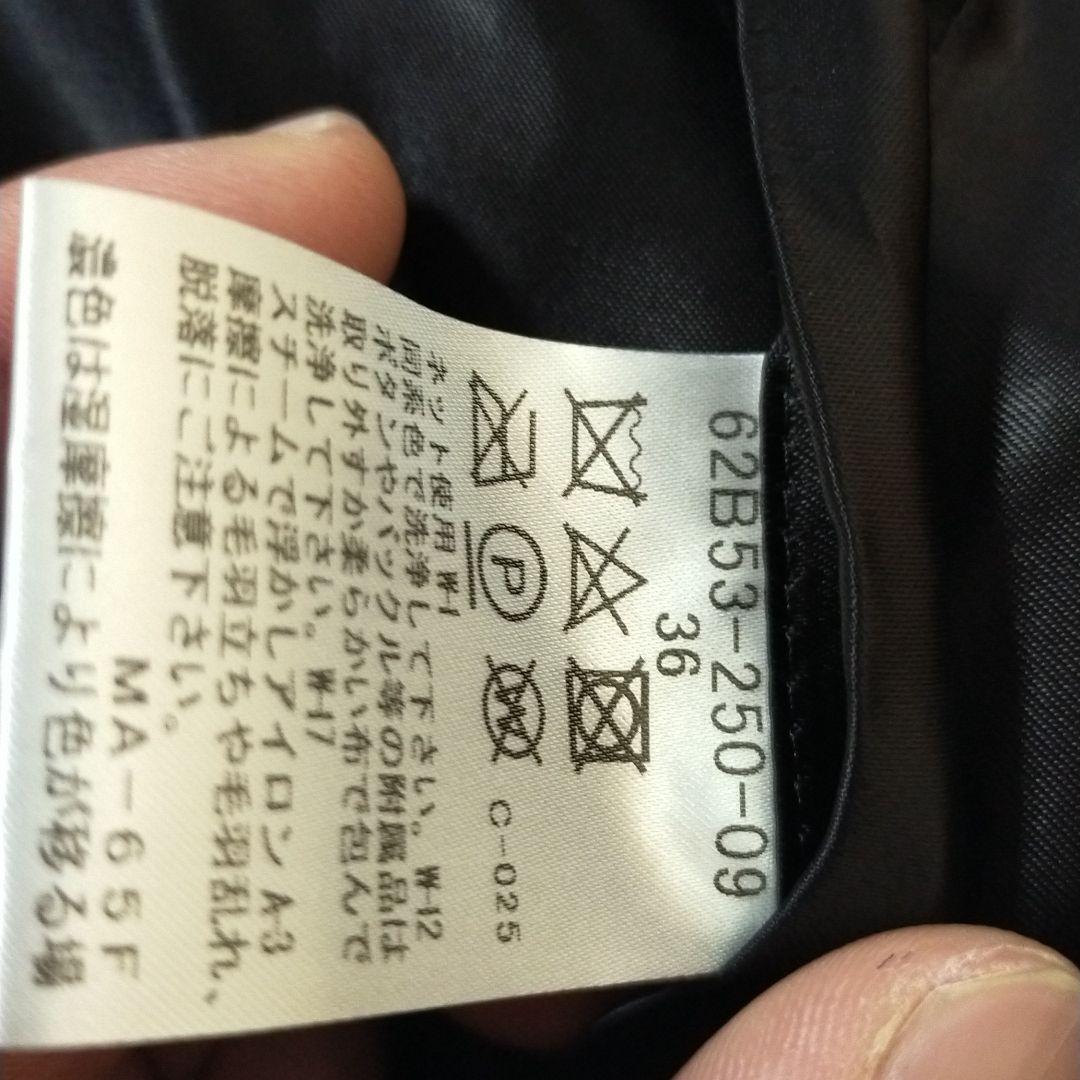 62B53-250-09
36
P
W
C-025
ネット使用 W-1
同系色で洗浄して下さい。 W-12
ボタンやバックル等の附属品は
取り外すか柔らかい布で包んで
洗浄して下さい。 W-17
スチームで浮かしアイロン A-3
摩擦による毛羽立ちや毛羽乱れ、
脱落にご注意下さい。
MA-65F
濃色は湿摩擦により色が移る場